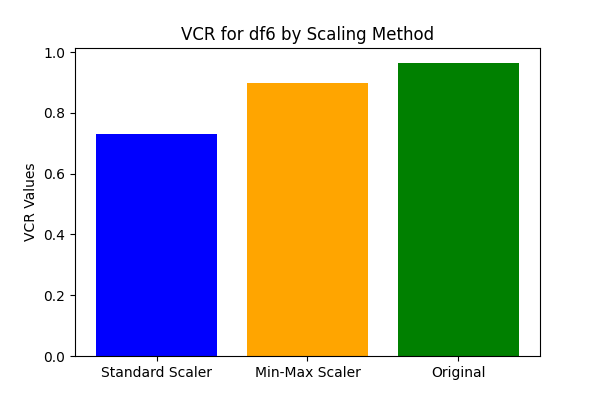 VCR for df6 by Scaling Method
VCR Values
1.0
0.8
0.6
0.4
0.2
0.0
Standard Scaler
Min-Max Scaler
Original